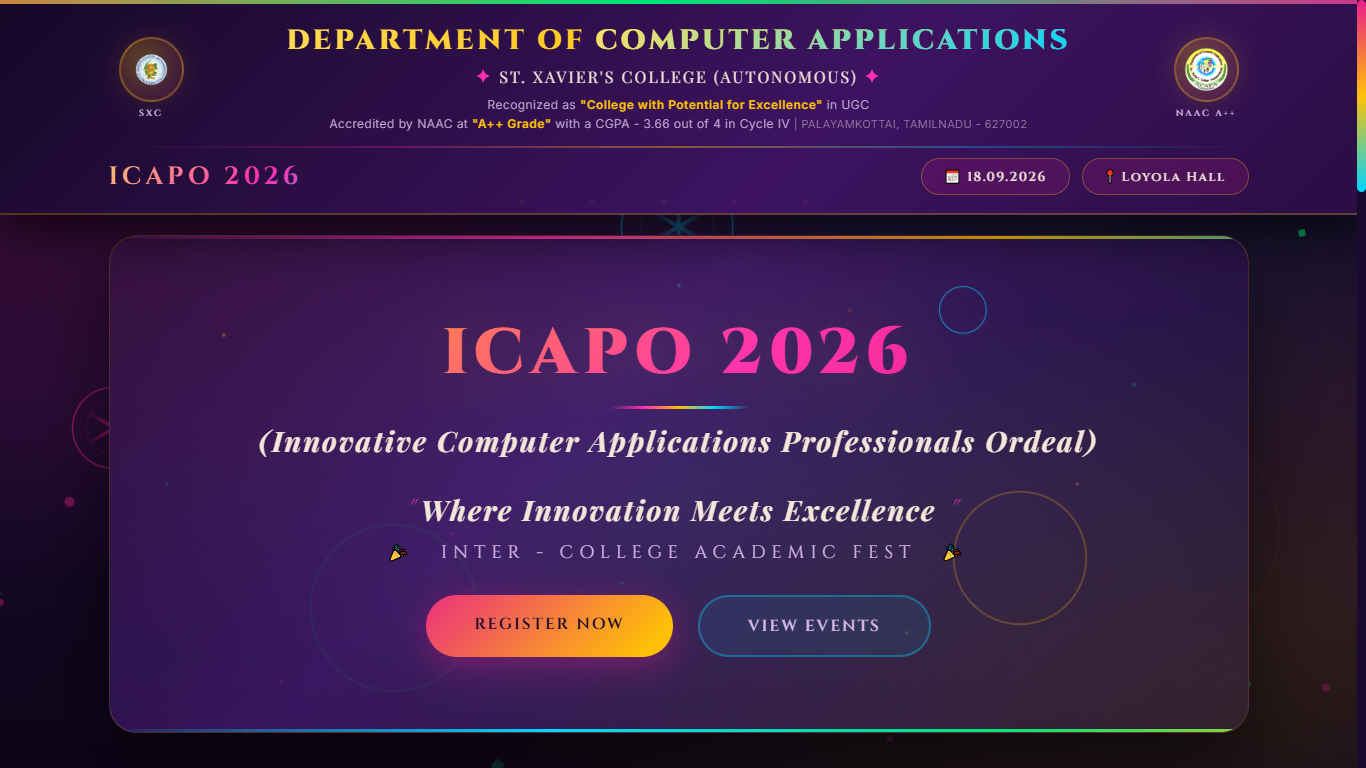 DEPARTMENT OF COMPUTER APPLICATIONS
✦ ST. XAVIER'S COLLEGE (AUTONOMOUS) ✦
Recognized as "College with Potential for Excellence" in UGC
Accredited by NAAC at "A++ Grade" with a CGPA - 3.66 out of 4 in Cycle IV | PALAYAMKOTTAI, TAMILNADU - 627002
SXC
NAAC A++
ICAPO 2026
18.09.2026
Loyola Hall
ICAPO 2026
(Innovative Computer Applications Professionals Ordeal)
"Where Innovation Meets Excellence "
INTER - COLLEGE ACADEMIC FEST
REGISTER NOW
VIEW EVENTS